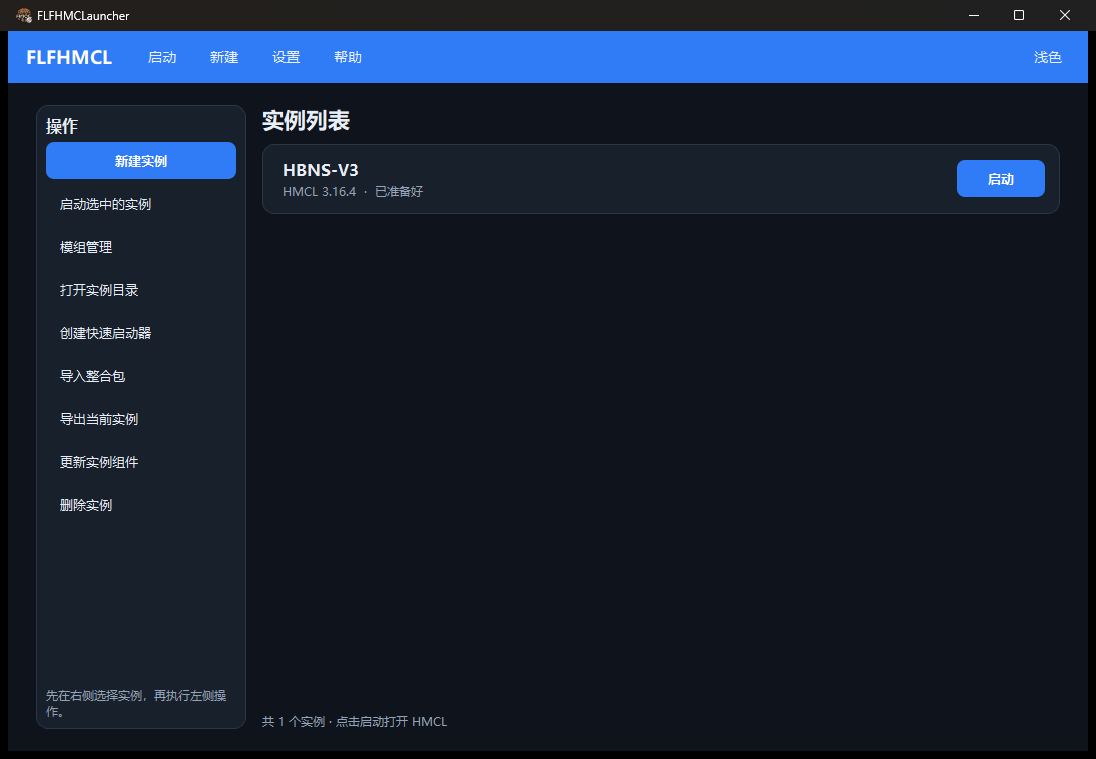 FLFHMCLauncher
FLFHMCL 启动 新建 设置 帮助 浅色
操作
新建实例
启动选中的实例
模组管理
打开实例目录
创建快速启动器
导入整合包
导出当前实例
更新实例组件
删除实例
先在右侧选择实例，再执行左侧操
作。
实例列表
HBNS-V3
HMCL 3.16.4 · 已准备好
启动
共 1 个实例 · 点击启动打开 HMCL